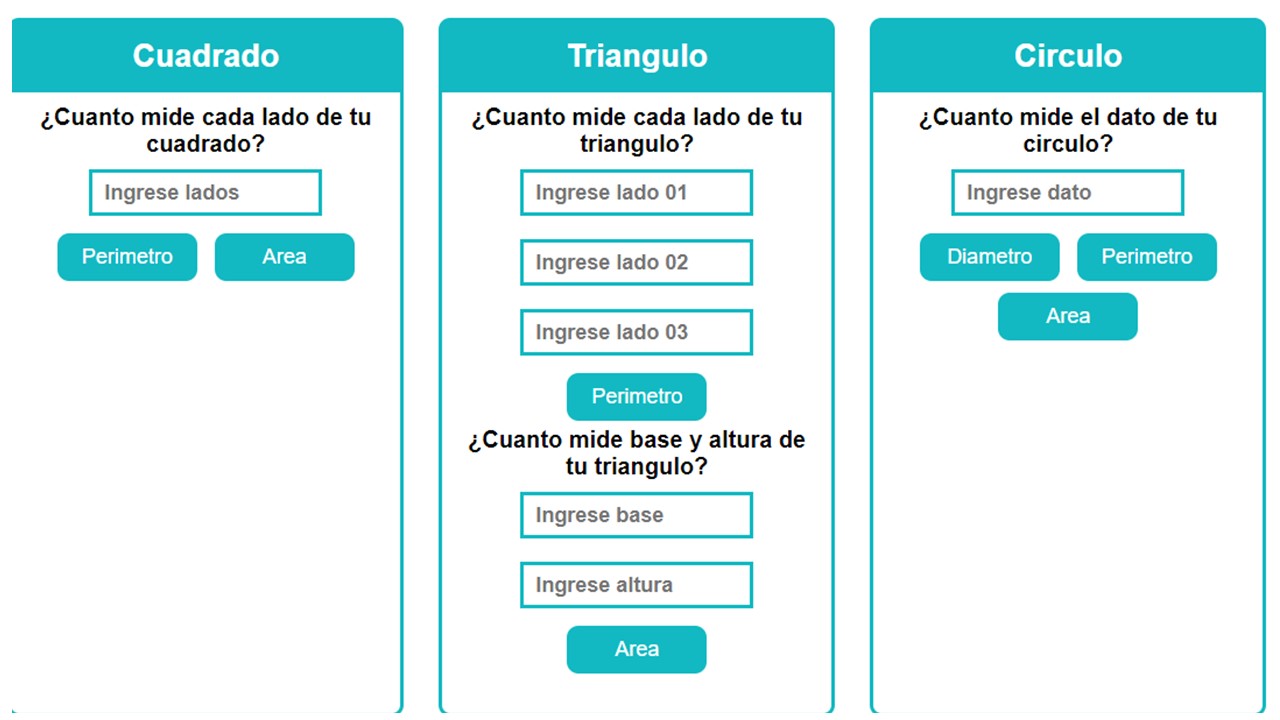 Cuadrado
¿Cuanto mide cada lado de tu
cuadrado?
Ingrese lados
Perimetro
Area
Triangulo
¿Cuanto mide cada lado de tu
triangulo?
Ingrese lado 01
Ingrese lado 02
Ingrese lado 03
Perimetro
¿Cuanto mide base y altura de
tu triangulo?
Ingrese base
Ingrese altura
Area
Circulo
¿Cuanto mide el dato de tu
circulo?
Ingrese dato
Diametro
Perimetro
Area